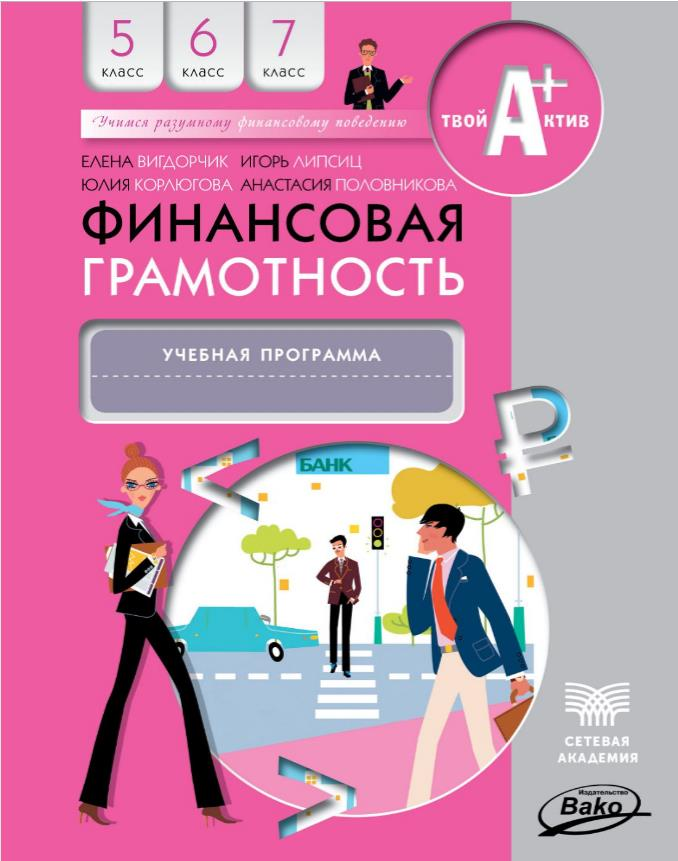 5 6 7
класс класс класс
Учимся разумному финансовому поведению
ТВОЙ А+КТИВ
ЕЛЕНА ВИГДОРЧИК ИГОРЬ ЛИПСИЦ
ЮЛИЯ КОРЛЮГОВА АНАСТАСИЯ ПОЛОВНИКОВА
ФИНАНСОВАЯ
ГРАМОТНОСТЬ
УЧЕБНАЯ ПРОГРАММА
₽
БАНК
СЕТЕВАЯ
АКАДЕМИЯ
Издательство
Вако